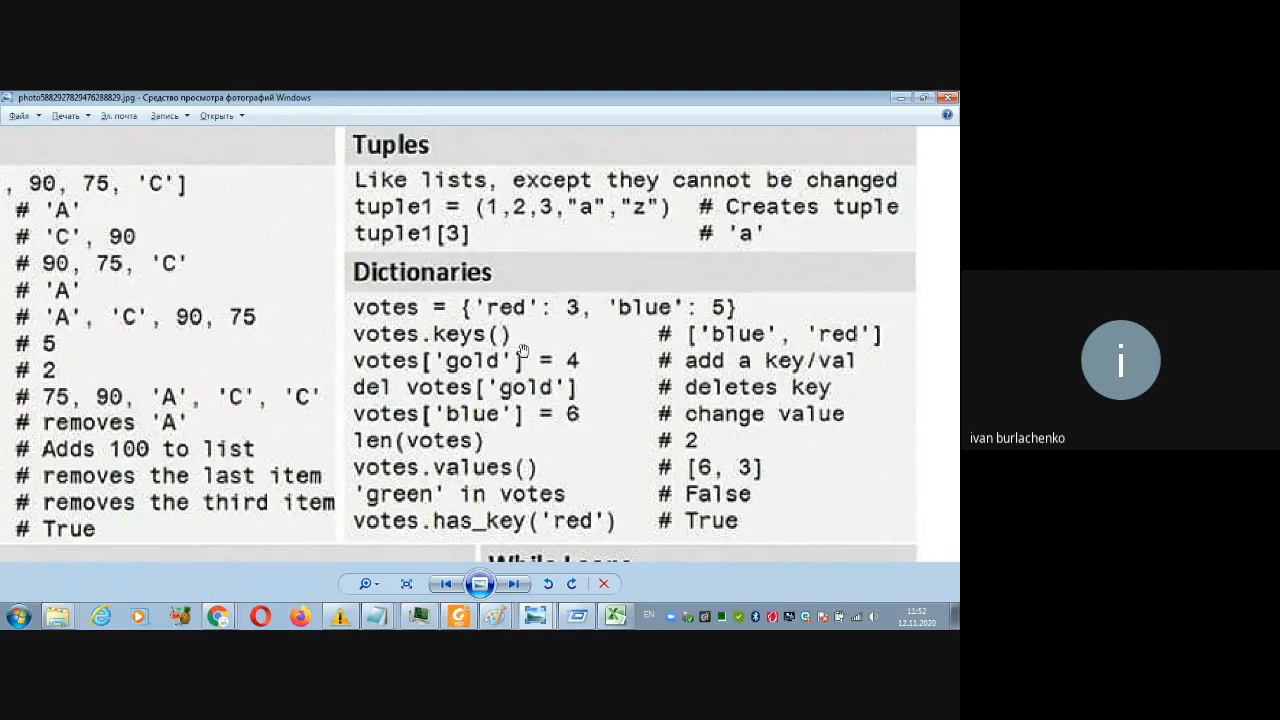 photo5882927829476288829.jpg - Средство просмотра фотографий Windows
Файл Печать Эл. почта Запись Открыть
, 90, 75, 'C']
# 'A'
# 'C', 90
# 90, 75, 'C'
# 'A'
# 'A', 'C', 90, 75
# 5
# 2
# 75, 90, 'A', 'C', 'C'
# removes 'A'
# Adds 100 to list
# removes the last item
# removes the third item
# True
Tuples
Like lists, except they cannot be changed
tuple1 = (1,2,3,"a","z") # Creates tuple
tuple1[3] # 'a'
Dictionaries
votes = {'red': 3, 'blue': 5}
votes.keys() # ['blue', 'red']
votes['gold'] = 4 # add a key/val
del votes['gold'] # deletes key
votes['blue'] = 6 # change value
len(votes) # 2
votes.values() # [6, 3]
'green' in votes # False
votes.has_key('red') # True
While Loops
i
ivan burlachenko
EN
11:52
12.11.2020